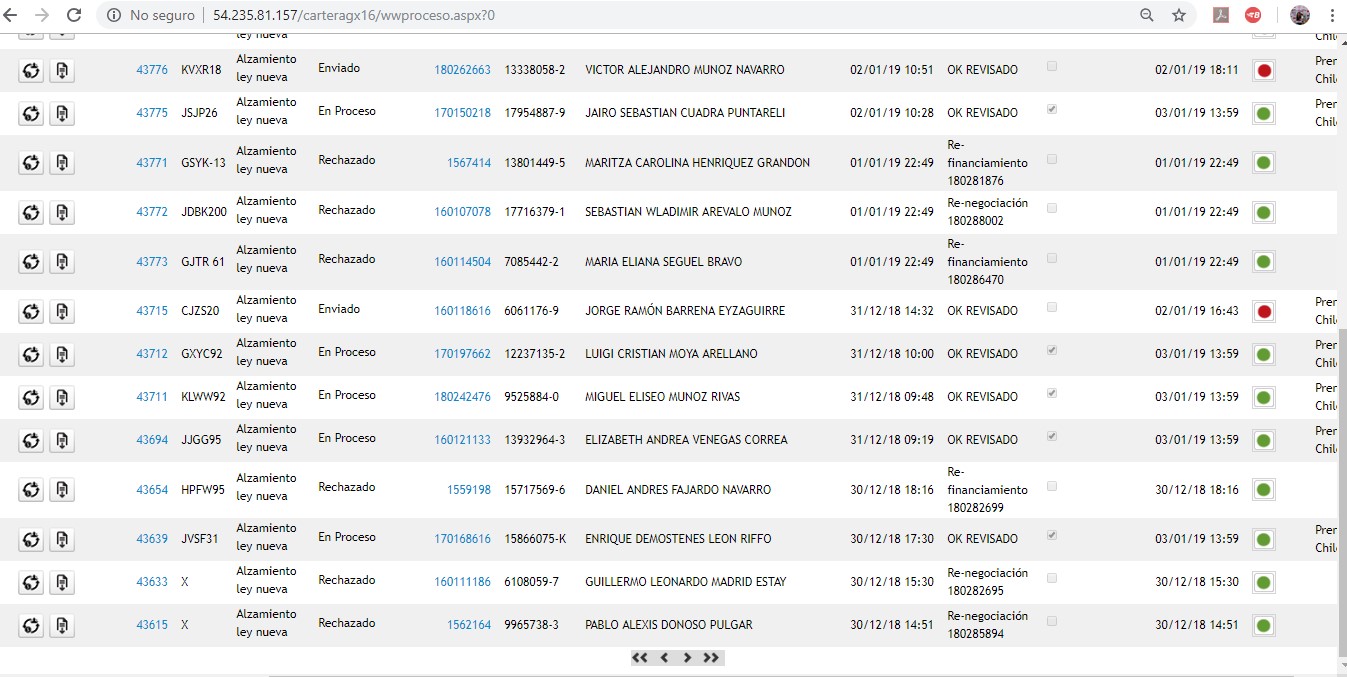 No seguro | 54.235.81.157/carteragx16/wwproceso.aspx?0
ley nueva Chile
43776 KVXR18 Alzamiento ley nueva Enviado 180262663 13338058-2 VICTOR ALEJANDRO MUNOZ NAVARRO 02/01/19 10:51 OK REVISADO 02/01/19 18:11 Pren Chile
43775 JSJP26 Alzamiento ley nueva En Proceso 170150218 17954887-9 JAIRO SEBASTIAN CUADRA PUNTARELI 02/01/19 10:28 OK REVISADO 03/01/19 13:59 Pren Chile
43771 GSYK-13 Alzamiento ley nueva Rechazado 1567414 13801449-5 MARITZA CAROLINA HENRIQUEZ GRANDON 01/01/19 22:49 Re-financiamiento 180281876 01/01/19 22:49
43772 JDBK200 Alzamiento ley nueva Rechazado 160107078 17716379-1 SEBASTIAN WLADIMIR AREVALO MUNOZ 01/01/19 22:49 Re-negociación 180288002 01/01/19 22:49
43773 GJTR 61 Alzamiento ley nueva Rechazado 160114504 7085442-2 MARIA ELIANA SEGUEL BRAVO 01/01/19 22:49 Re-financiamiento 180286470 01/01/19 22:49
43715 CJZS20 Alzamiento ley nueva Enviado 160118616 6061176-9 JORGE RAMÓN BARRENA EYZAGUIRRE 31/12/18 14:32 OK REVISADO 02/01/19 16:43 Pren Chile
43712 GXYC92 Alzamiento ley nueva En Proceso 170197662 12237135-2 LUIGI CRISTIAN MOYA ARELLANO 31/12/18 10:00 OK REVISADO 03/01/19 13:59 Pren Chile
43711 KLWW92 Alzamiento ley nueva En Proceso 180242476 9525884-0 MIGUEL ELISEO MUNOZ RIVAS 31/12/18 09:48 OK REVISADO 03/01/19 13:59 Pren Chile
43694 JJGG95 Alzamiento ley nueva En Proceso 160121133 13932964-3 ELIZABETH ANDREA VENEGAS CORREA 31/12/18 09:19 OK REVISADO 03/01/19 13:59 Pren Chile
43654 HPFW95 Alzamiento ley nueva Rechazado 1559198 15717569-6 DANIEL ANDRES FAJARDO NAVARRO 30/12/18 18:16 Re-financiamiento 180282699 30/12/18 18:16
43639 JVSF31 Alzamiento ley nueva En Proceso 170168616 15866075-K ENRIQUE DEMOSTENES LEON RIFFO 30/12/18 17:30 OK REVISADO 03/01/19 13:59 Pren Chile
43633 X Alzamiento ley nueva Rechazado 160111186 6108059-7 GUILLERMO LEONARDO MADRID ESTAY 30/12/18 15:30 Re-negociación 180282695 30/12/18 15:30
43615 X Alzamiento ley nueva Rechazado 1562164 9965738-3 PABLO ALEXIS DONOSO PULGAR 30/12/18 14:51 Re-negociación 180285894 30/12/18 14:51